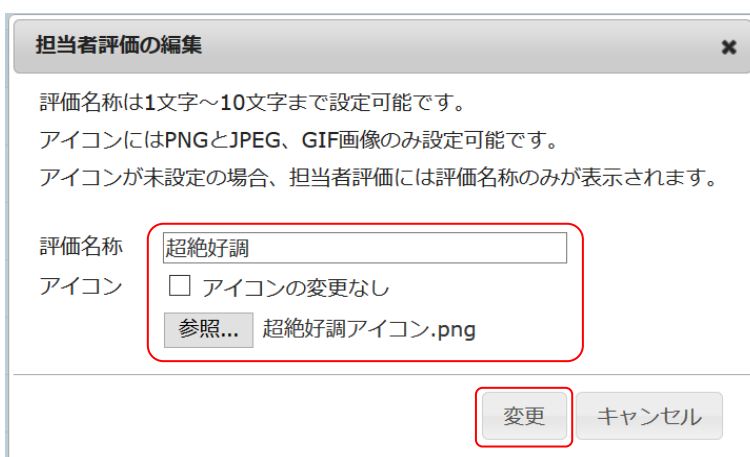 担当者評価の編集
評価名称は1文字～10文字まで設定可能です。
アイコンにはPNGとJPEG、GIF画像のみ設定可能です。
アイコンが未設定の場合、担当者評価には評価名称のみが表示されます。
評価名称 超絶好調
アイコン アイコンの変更なし
参照... 超絶好調アイコン.png
変更 キャンセル